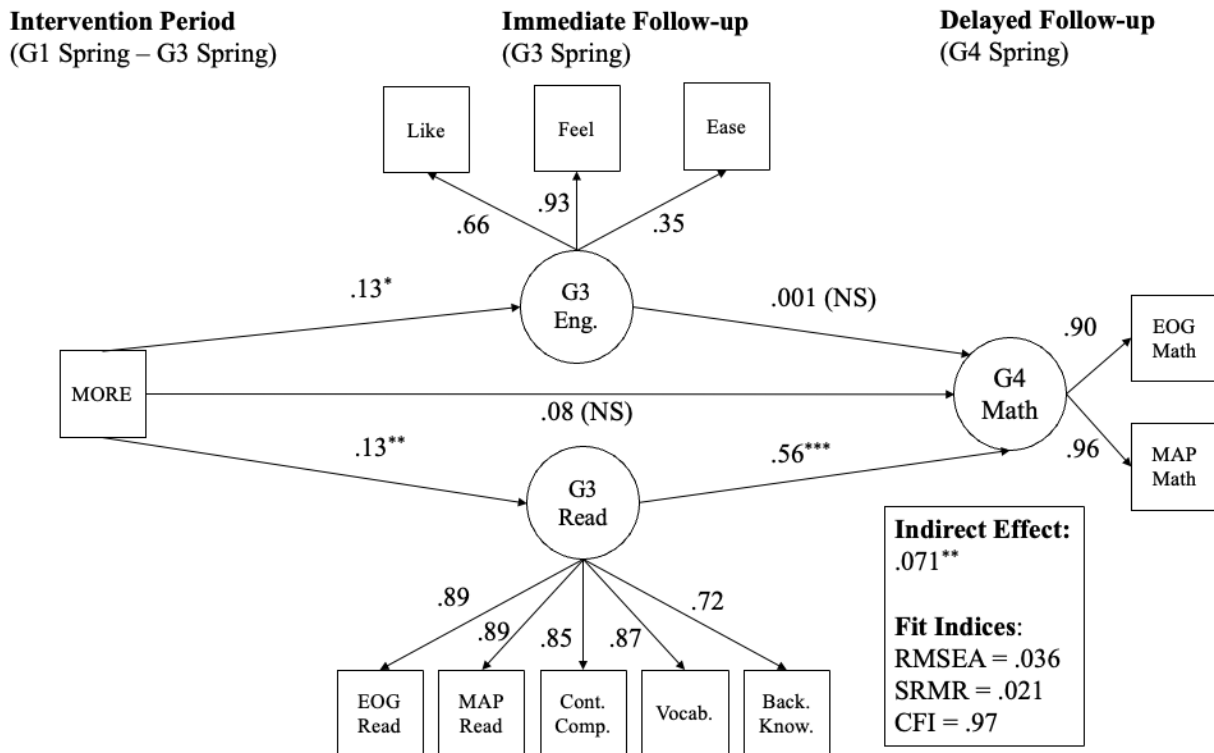 Intervention Period
(G1 Spring – G3 Spring)
Immediate Follow-up
(G3 Spring)
Delayed Follow-up
(G4 Spring)
Like
Feel
Ease
.66
.93
.35
G3
Eng.
.13*
.001 (NS)
MORE
.08 (NS)
G4
Math
.90
EOG
Math
.96
MAP
Math
.13**
.56***
G3
Read
.89
.89
.85
.87
.72
EOG
Read
MAP
Read
Cont.
Comp.
Vocab.
Back.
Know.
Indirect Effect:
.071**
Fit Indices:
RMSEA = .036
SRMR = .021
CFI = .97